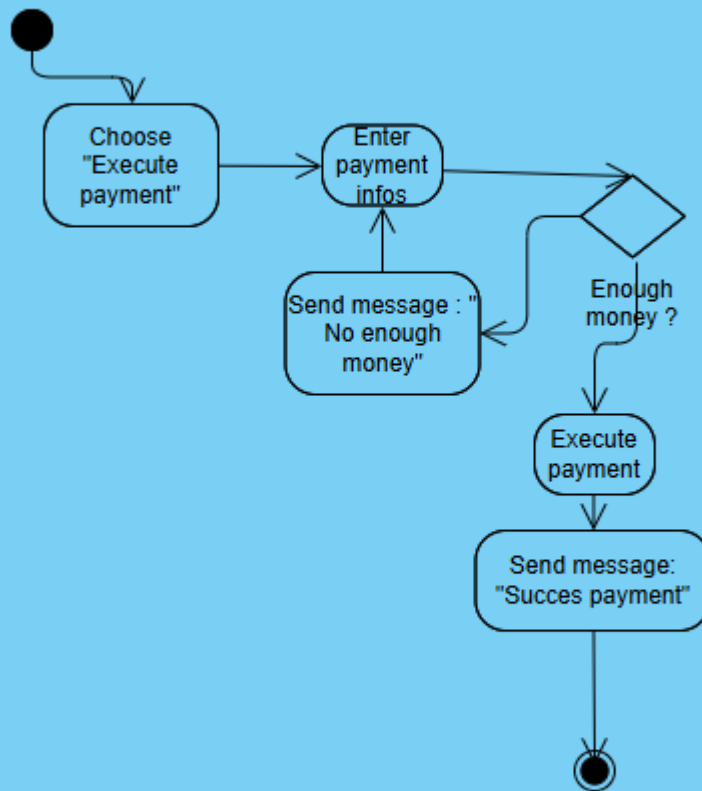 Choose
"Execute
payment"
Enter
payment
infos
Send message : "
No enough
money"
Enough
money ?
Execute
payment
Send message:
"Succes payment"